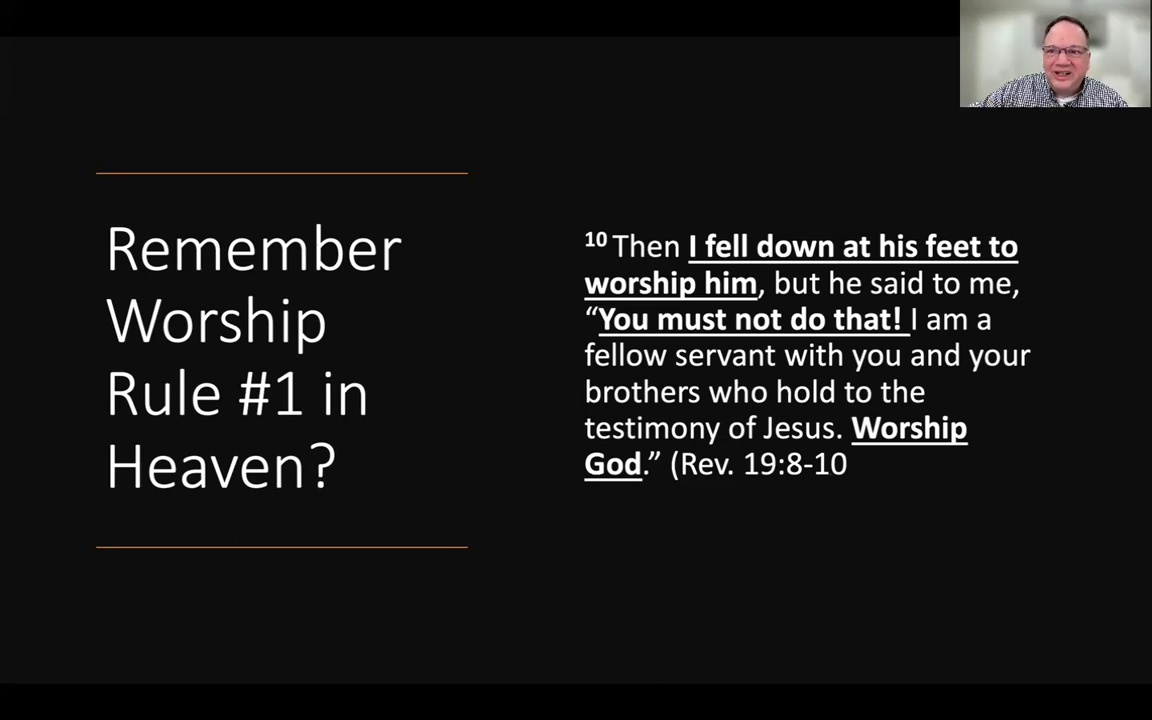 Remember
Worship
Rule #1 in
Heaven?
10 Then I fell down at his feet to
worship him, but he said to me,
“You must not do that! I am a
fellow servant with you and your
brothers who hold to the
testimony of Jesus. Worship
God.” (Rev. 19:8-10